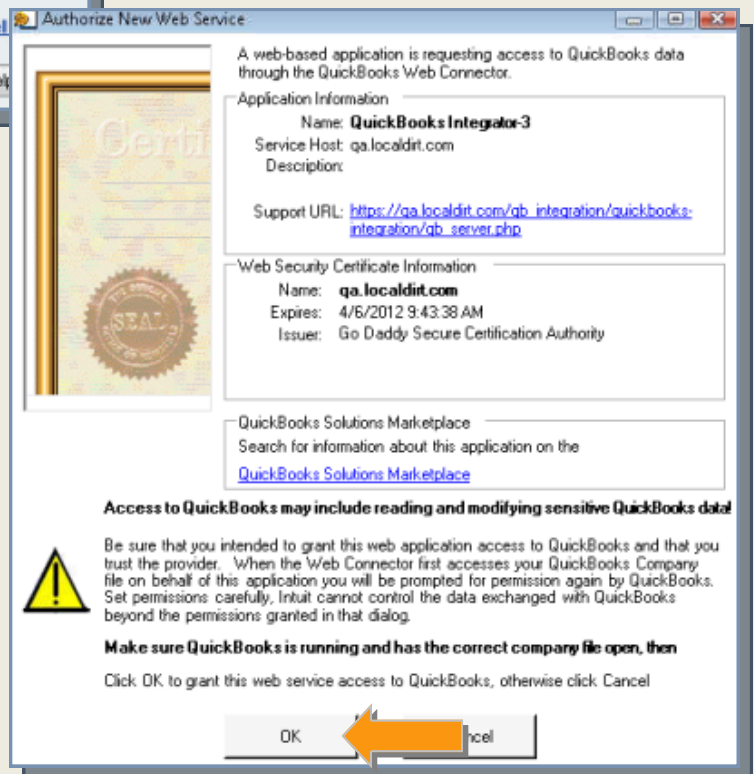 Authorize New Web Service
A web-based application is requesting access to QuickBooks data
through the QuickBooks Web Connector.
Application Information
Name: QuickBooks Integrator-3
Service Host: qa.localdirt.com
Description:
Support URL: https://qa.localdirt.com/qb_integration/quickbooks-
integration/qb_server.php
Web Security Certificate Information
Name: qa.localdirt.com
Expires: 4/6/2012 9:43:38 AM
Issuer: Go Daddy Secure Certification Authority
Certi
SEAL
QuickBooks Solutions Marketplace
Search for information about this application on the
QuickBooks Solutions Marketplace
Access to QuickBooks may include reading and modifying sensitive QuickBooks data!
Be sure that you intended to grant this web application access to QuickBooks and that you
trust the provider. When the Web Connector first accesses your QuickBooks Company
file on behalf of this application you will be prompted for permission again by QuickBooks.
Set permissions carefully, Intuit cannot control the data exchanged with QuickBooks
beyond the permissions granted in that dialog.
Make sure QuickBooks is running and has the correct company file open, then
Click OK to grant this web service access to QuickBooks, otherwise click Cancel
OK
ncel